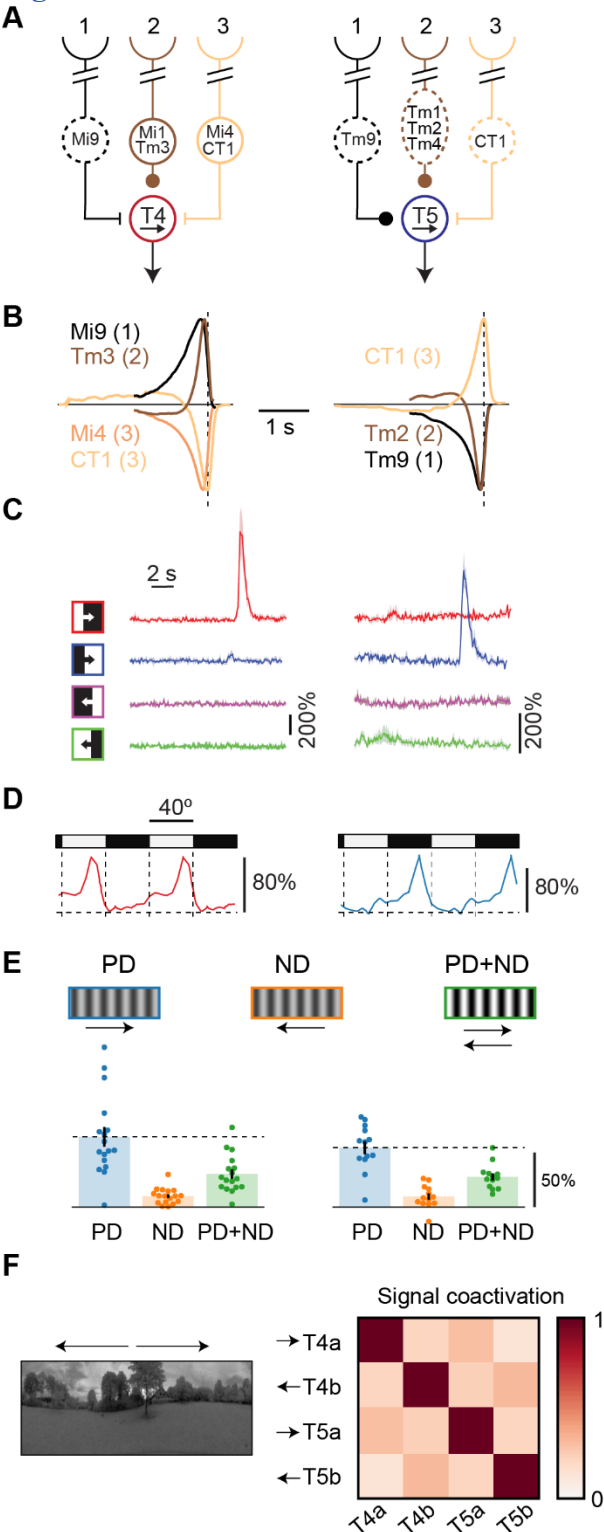 A
1 2 3
1 2 3
Mi9
Mi1
Tm3
Mi4
CT1
Tm9
Tm1
Tm2
Tm4
CT1
T4
T5
B
Mi9 (1)
Tm3 (2)
Mi4 (3)
CT1 (3)
1 s
CT1 (3)
Tm2 (2)
Tm9 (1)
C
2 s
200%
200%
D
40º
80%
80%
E
PD ND PD+ND
50%
PD ND PD+ND
PD ND PD+ND
F
Signal coactivation
T4a
T4b
T5a
T5b
T4a T4b T5a T5b
1
0